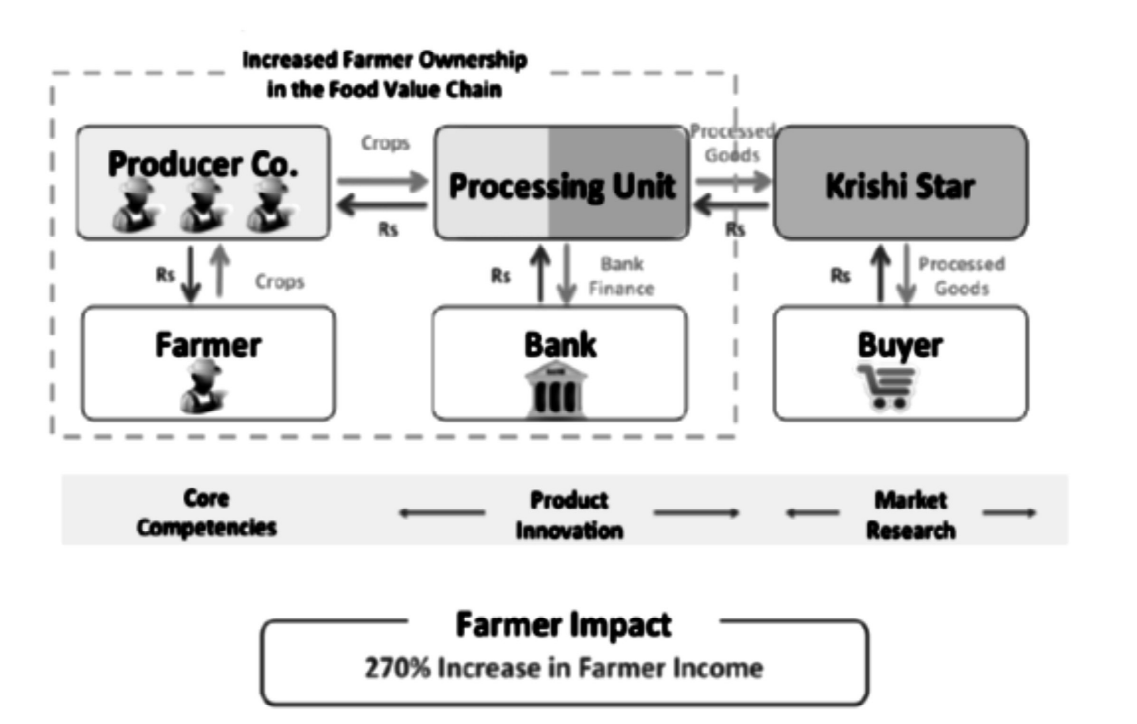 Increased Farmer Ownership
in the Food Value Chain
Producer Co.
Crops
Rs
Processing Unit
Processed
Goods
Rs
Krishi Star
Rs
Crops
Rs
Bank
Finance
Rs
Processed
Goods
Farmer
Bank
BANK
Buyer
Core
Competencies
Product
Innovation
Market
Research
Farmer Impact
270% Increase in Farmer Income